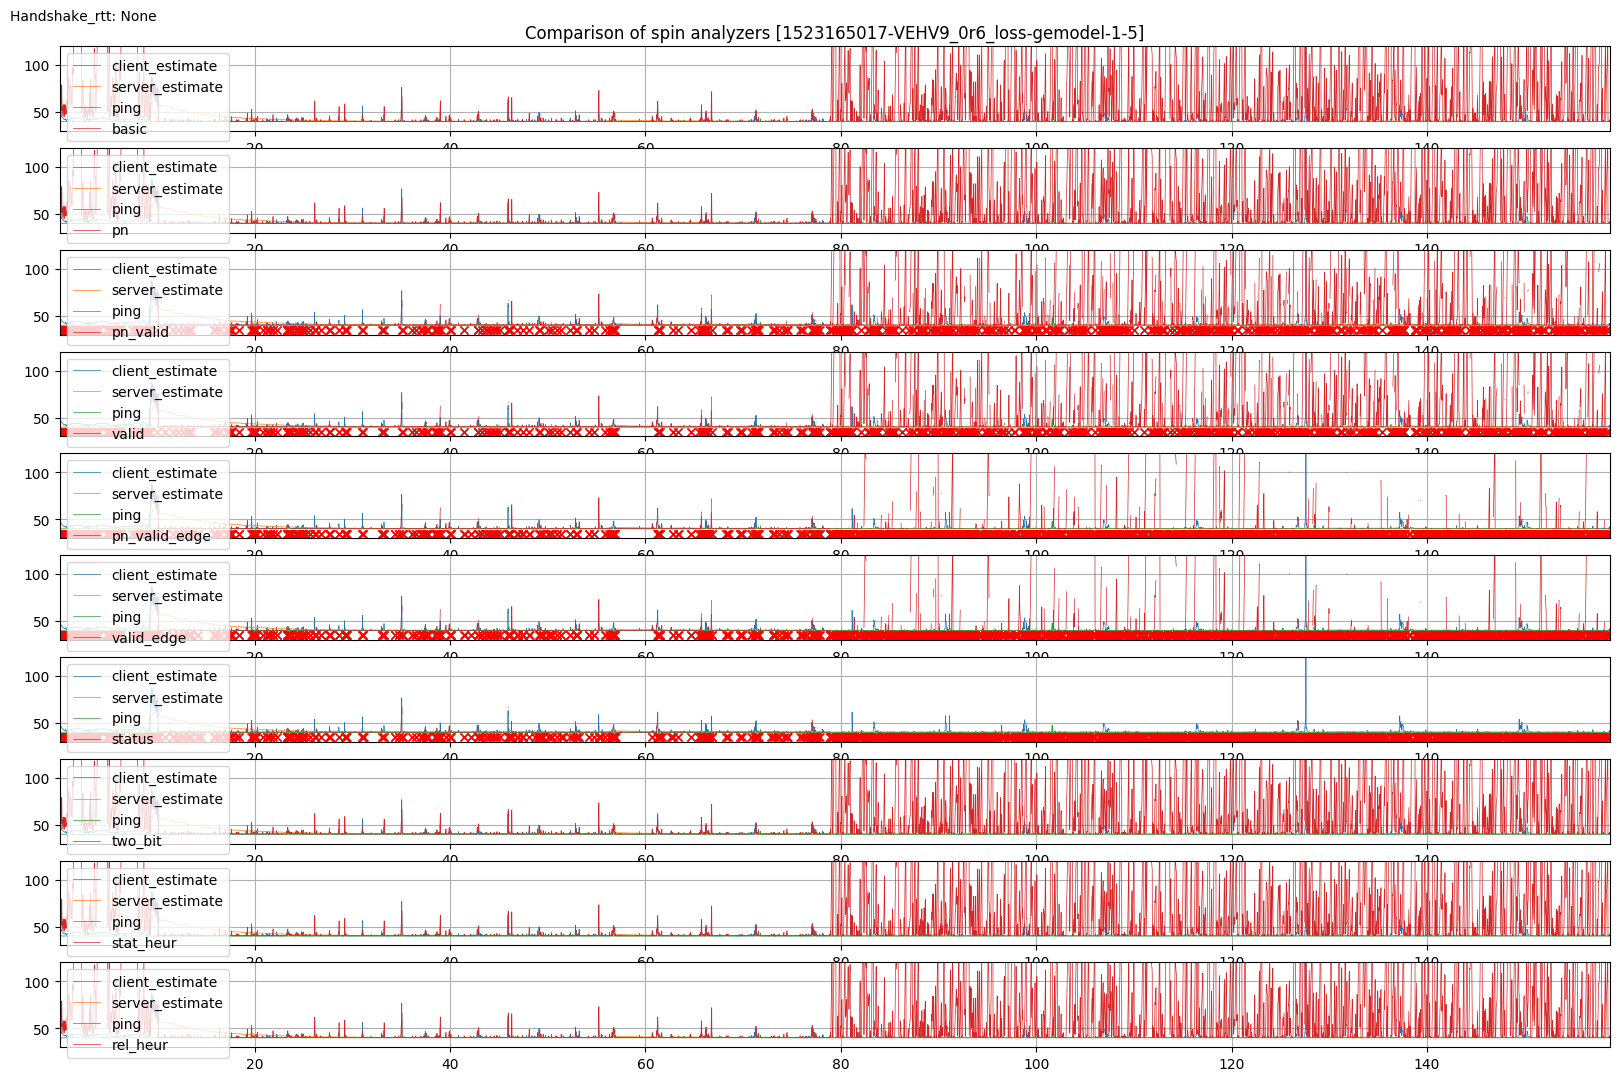 Handshake_rtt: None
Comparison of spin analyzers [1523165017-VEHV9_0r6_loss-gemodel-1-5]
100
50
client_estimate
server_estimate
ping
basic
20 40 60 80 100 120 140
100
50
client_estimate
server_estimate
ping
pn
20 40 60 80 100 120 140
100
50
client_estimate
server_estimate
ping
pn_valid
20 40 60 80 100 120 140
100
50
client_estimate
server_estimate
ping
valid
20 40 60 80 100 120 140
100
50
client_estimate
server_estimate
ping
pn_valid_edge
20 40 60 80 100 120 140
100
50
client_estimate
server_estimate
ping
valid_edge
20 40 60 80 100 120 140
100
50
client_estimate
server_estimate
ping
status
20 40 60 80 100 120 140
100
50
client_estimate
server_estimate
ping
two_bit
20 40 60 80 100 120 140
100
50
client_estimate
server_estimate
ping
stat_heur
20 40 60 80 100 120 140
100
50
client_estimate
server_estimate
ping
rel_heur
20 40 60 80 100 120 140